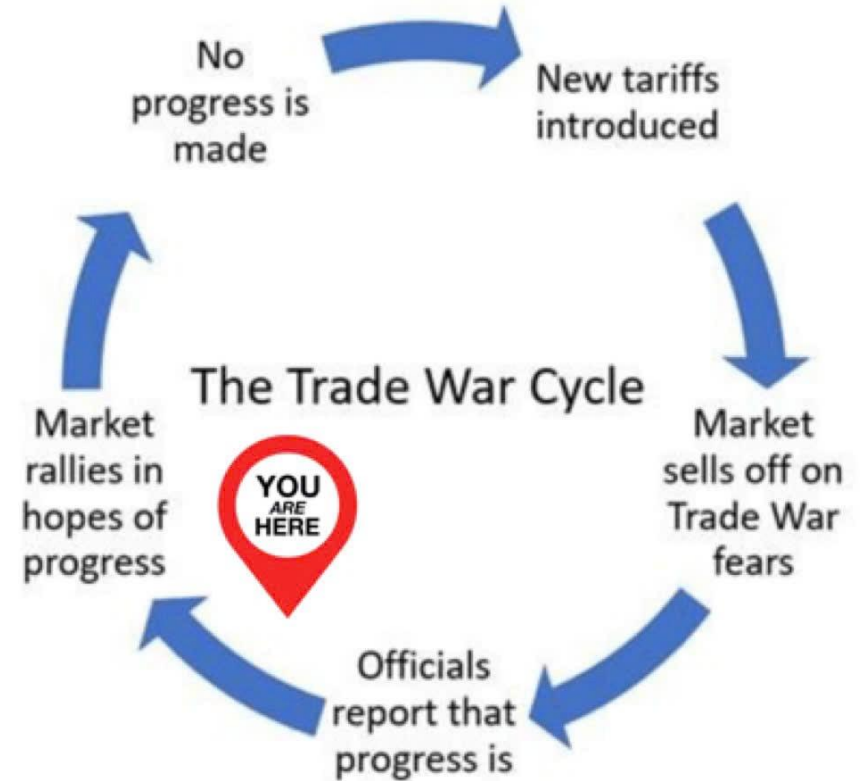 No
progress is
made
New tariffs
introduced
The Trade War Cycle
Market
rallies in
hopes of
progress
YOU
ARE
HERE
Market
sells off on
Trade War
fears
Officials
report that
progress is